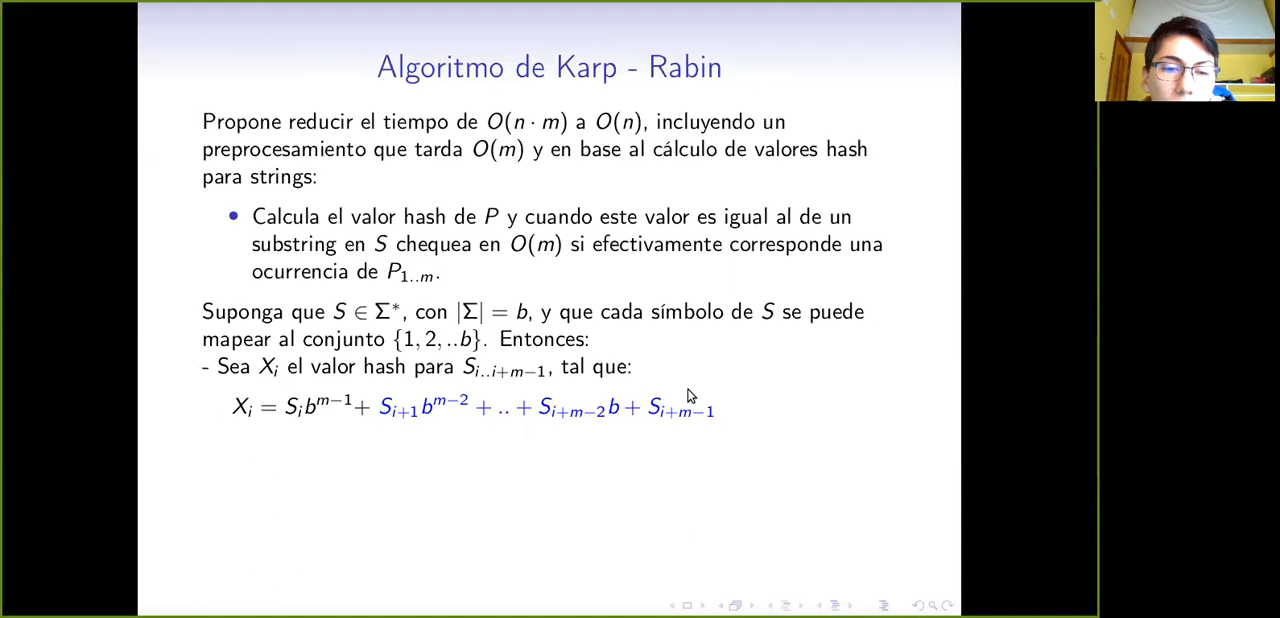 Algoritmo de Karp - Rabin
Propone reducir el tiempo de O(n · m) a O(n), incluyendo un
preprocesamiento que tarda O(m) y en base al cálculo de valores hash
para strings:
• Calcula el valor hash de P y cuando este valor es igual al de un
substring en S chequea en O(m) si efectivamente corresponde una
ocurrencia de P₁..ₘ.
Suponga que S ∈ Σ*, con |Σ| = b, y que cada símbolo de S se puede
mapear al conjunto {1, 2, ..b}. Entonces:
- Sea Xᵢ el valor hash para Sᵢ..ᵢ₊ₘ₋₁, tal que:
Xᵢ = Sᵢbᵐ⁻¹+ Sᵢ₊₁bᵐ⁻² + .. + Sᵢ₊ₘ₋₂b + Sᵢ₊ₘ₋₁